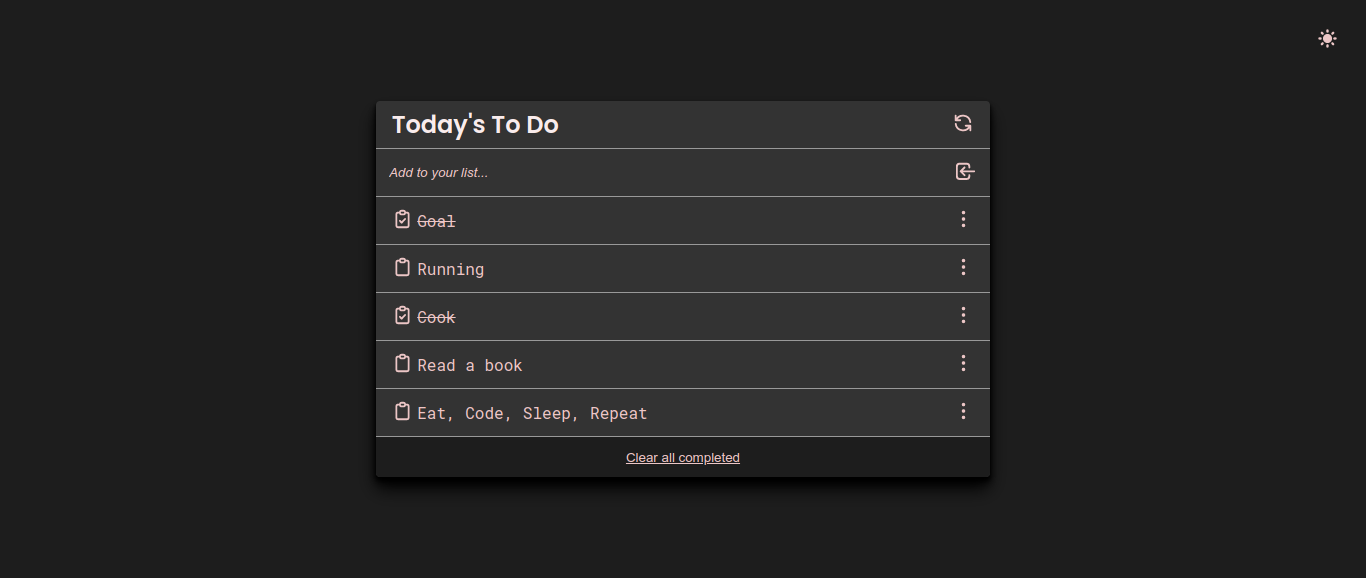 Today's To Do
Add to your list...
Goal
Running
Cook
Read a book
Eat, Code, Sleep, Repeat
Clear all completed